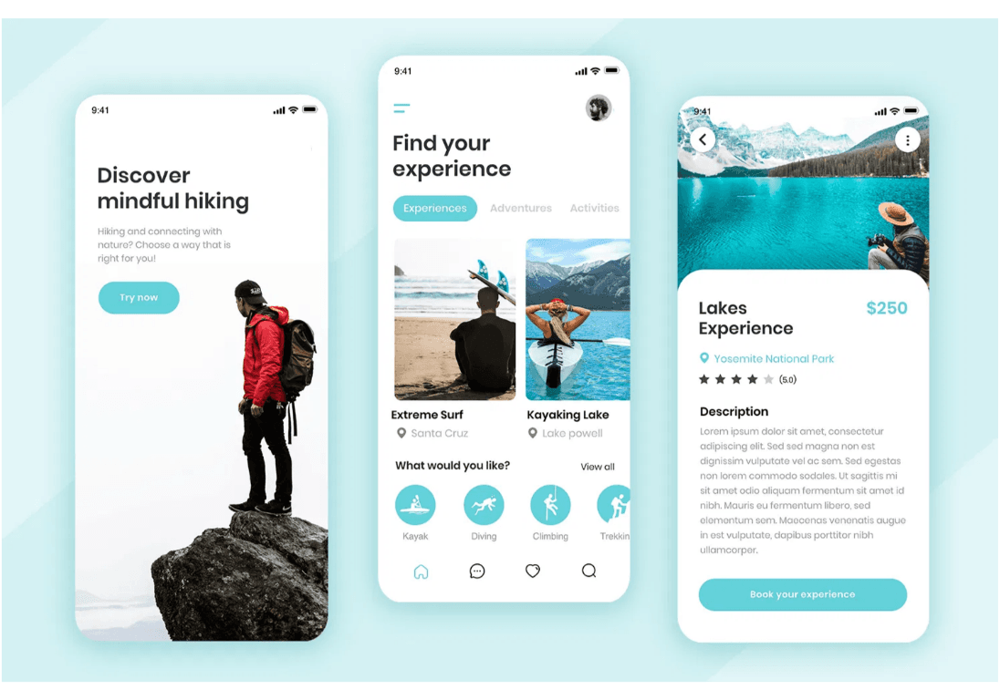 9:41
Discover
mindful hiking
Hiking and connecting with
nature? Choose a way that is
right for you!
Try now
9:41
Find your
experience
Experiences Adventures Activities
Extreme Surf
Santa Cruz
Kayaking Lake
Lake powell
What would you like? View all
Kayak Diving Climbing Trekkin
9:41
Lakes
Experience
$250
Yosemite National Park
(5.0)
Description
Lorem ipsum dolor sit amet, consectetur
adipiscing elit. Sed sed magna non est
dignissim vulputate vel ac sem. Sed egestas
non lorem commodo sodales. Ut sagittis mi
sit amet odio aliquam fermentum sit amet id
nibh. Mauris eu fermentum libero, sed
elementum sem. Maecenas venenatis augue
in est vulputate, dapibus porttitor nibh
ullamcorper.
Book your experience